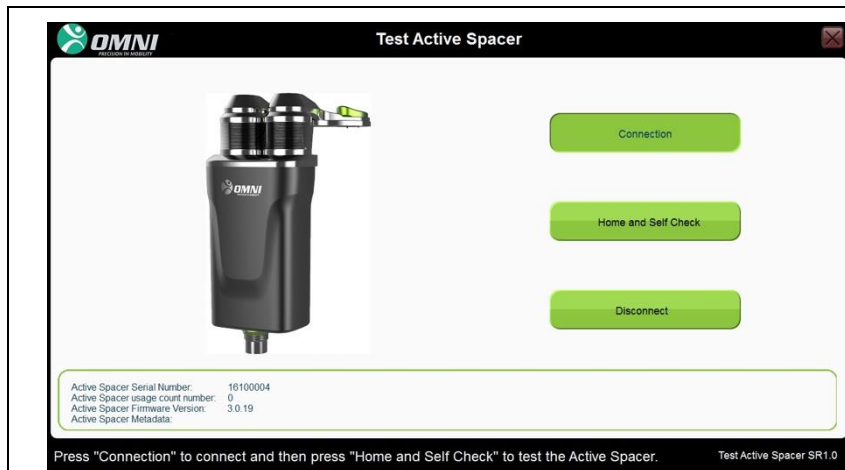 OMNI
PRECISION IN MOBILITY
Test Active Spacer
OMNI
Connection
Home and Self Check
Disconnect
Active Spacer Serial Number: 16100004
Active Spacer usage count number: 0
Active Spacer Firmware Version: 3.0.19
Active Spacer Metadata:
Press "Connection" to connect and then press "Home and Self Check" to test the Active Spacer.
Test Active Spacer SR1.0